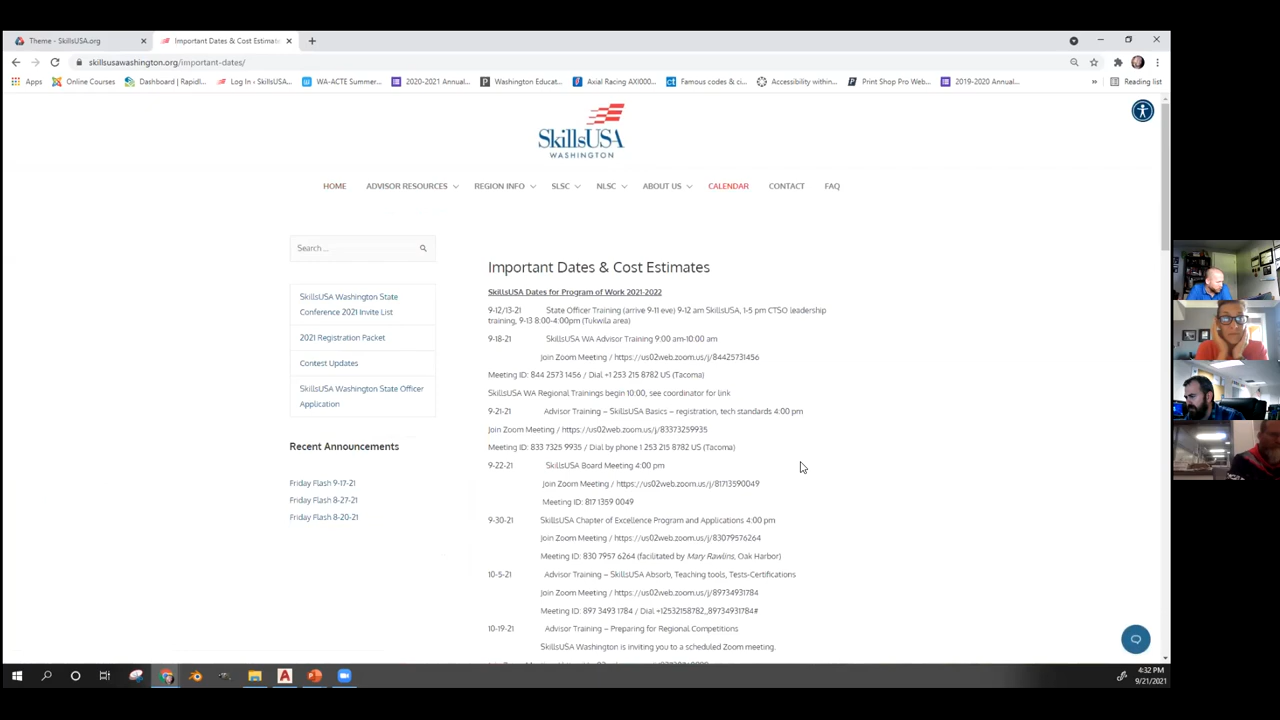 Theme - SkillsUSA.org
Important Dates & Cost Estimate
skillsusawashington.org/important-dates/
Apps
Online Courses
Dashboard | Rapidl...
Log In ‹ SkillsUSA...
WA-ACTE Summer...
2020-2021 Annual...
Washington Educat...
Axial Racing AXI000...
Famous codes & ci...
Accessibility within...
Print Shop Pro Web...
2019-2020 Annual...
»
Reading list
SkillsUSA
WASHINGTON
HOME
ADVISOR RESOURCES
REGION INFO
SLSC
NLSC
ABOUT US
CALENDAR
CONTACT
FAQ
Search ...
SkillsUSA Washington State
Conference 2021 Invite List
2021 Registration Packet
Contest Updates
SkillsUSA Washington State Officer
Application
Recent Announcements
Friday Flash 9-17-21
Friday Flash 8-27-21
Friday Flash 8-20-21
Important Dates & Cost Estimates
SkillsUSA Dates for Program of Work 2021-2022
9-12/13-21 State Officer Training (arrive 9-11 eve) 9-12 am SkillsUSA, 1-5 pm CTSO leadership
training, 9-13 8:00-4:00pm (Tukwila area)
9-18-21 SkillsUSA WA Advisor Training 9:00 am-10:00 am
Join Zoom Meeting / https://us02web.zoom.us/j/84425731456
Meeting ID: 844 2573 1456 / Dial +1 253 215 8782 US (Tacoma)
SkillsUSA WA Regional Trainings begin 10:00, see coordinator for link
9-21-21 Advisor Training – SkillsUSA Basics – registration, tech standards 4:00 pm
Join Zoom Meeting / https://us02web.zoom.us/j/83373259935
Meeting ID: 833 7325 9935 / Dial by phone 1 253 215 8782 US (Tacoma)
9-22-21 SkillsUSA Board Meeting 4:00 pm
Join Zoom Meeting / https://us02web.zoom.us/j/81713590049
Meeting ID: 817 1359 0049
9-30-21 SkillsUSA Chapter of Excellence Program and Applications 4:00 pm
Join Zoom Meeting / https://us02web.zoom.us/j/83079576264
Meeting ID: 830 7957 6264 (facilitated by Mary Rawlins, Oak Harbor)
10-5-21 Advisor Training – SkillsUSA Absorb, Teaching tools, Tests-Certifications
Join Zoom Meeting / https://us02web.zoom.us/j/89734931784
Meeting ID: 897 3493 1784 / Dial +12532158782,,89734931784#
10-19-21 Advisor Training – Preparing for Regional Competitions
SkillsUSA Washington is inviting you to a scheduled Zoom meeting.
4:32 PM
9/21/2021